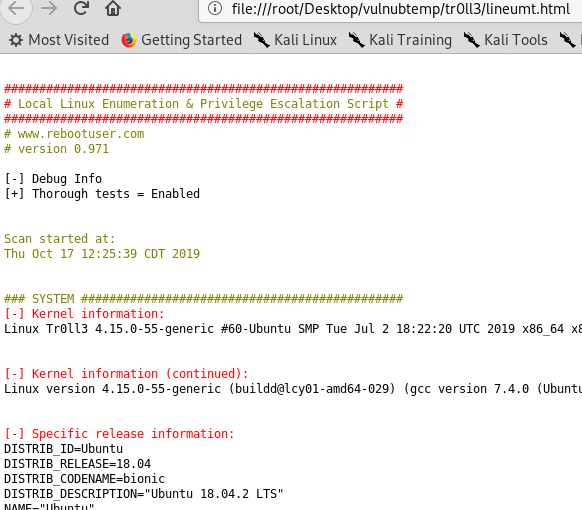 file:///root/Desktop/vulnubtemp/tr0ll3/lineumt.html
Most Visited Getting Started Kali Linux Kali Training Kali Tools
#########################################################
# Local Linux Enumeration & Privilege Escalation Script #
#########################################################
# www.rebootuser.com
# version 0.971
[-] Debug Info
[+] Thorough tests = Enabled
Scan started at:
Thu Oct 17 12:25:39 CDT 2019
### SYSTEM ##############################################
[-] Kernel information:
Linux Tr0ll3 4.15.0-55-generic #60-Ubuntu SMP Tue Jul 2 18:22:20 UTC 2019 x86_64 x8
[-] Kernel information (continued):
Linux version 4.15.0-55-generic (buildd@lcy01-amd64-029) (gcc version 7.4.0 (Ubuntu
[-] Specific release information:
DISTRIB_ID=Ubuntu
DISTRIB_RELEASE=18.04
DISTRIB_CODENAME=bionic
DISTRIB_DESCRIPTION="Ubuntu 18.04.2 LTS"
NAME="Ubuntu"